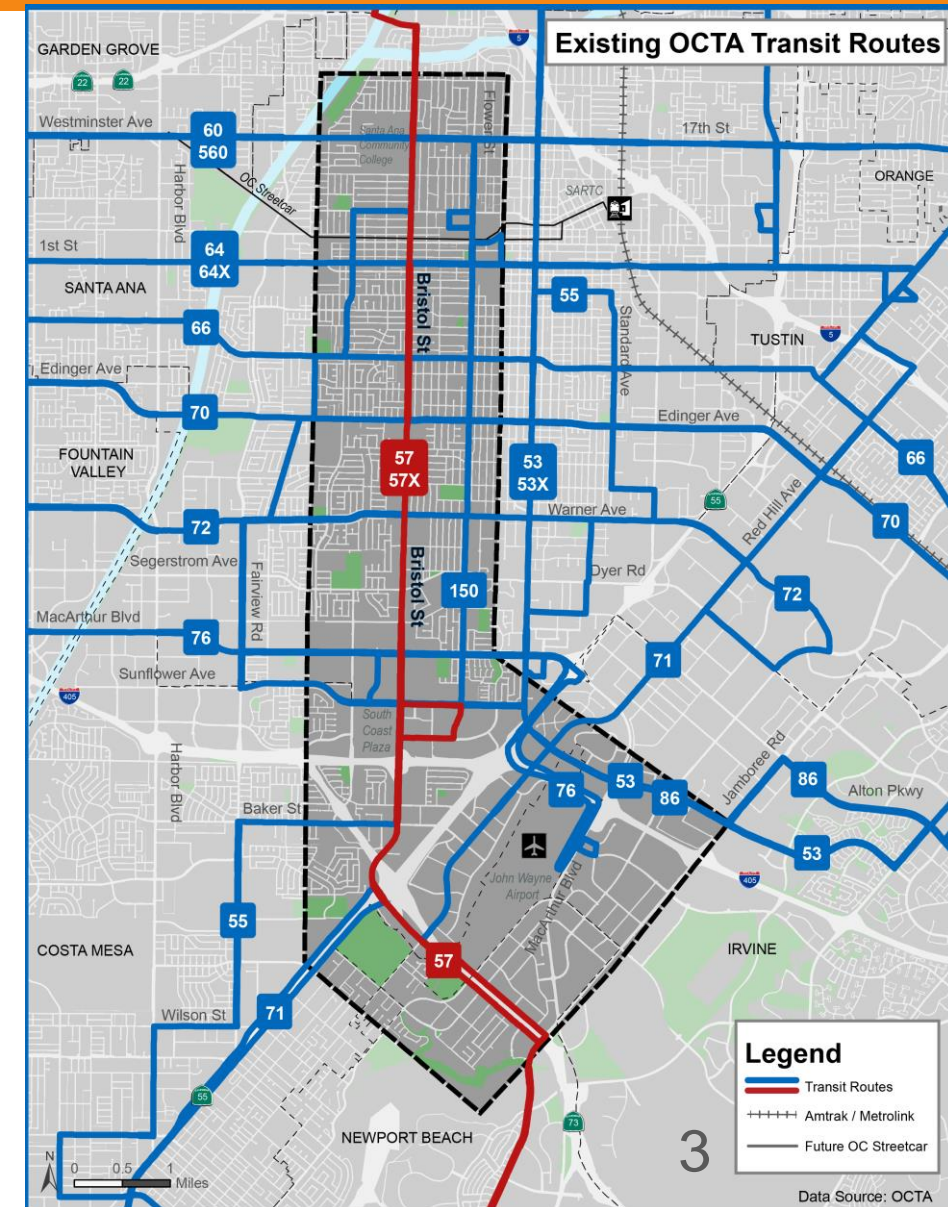 Existing OCTA Transit Routes
GARDEN GROVE
5
22
22
Flower St
Westminster Ave
60
560
Santa Ana
Community
College
17th St
Harbor Blvd
OC Streetcar
SARTC
ORANGE
1st St
64
64X
SANTA ANA
Bristol St
55
66
Standard Ave
TUSTIN
5
Edinger Ave
70
Edinger Ave
FOUNTAIN
VALLEY
57
57X
53
53X
66
55
Red Hill Ave
70
72
Warner Ave
Segerstrom Ave
Fairview Rd
Bristol St
Dyer Rd
150
72
MacArthur Blvd
76
71
Sunflower Ave
405
South
Coast
Plaza
Harbor Blvd
Jamboree Rd
76
53
86
86
Alton Pkwy
Baker St
53
John Wayne
Airport
MacArthur Blvd
405
55
COSTA MESA
57
IRVINE
71
Wilson St
55
Legend
Transit Routes
Amtrak / Metrolink
Future OC Streetcar
73
NEWPORT BEACH
3
N
0 0.5 1
Miles
Data Source: OCTA